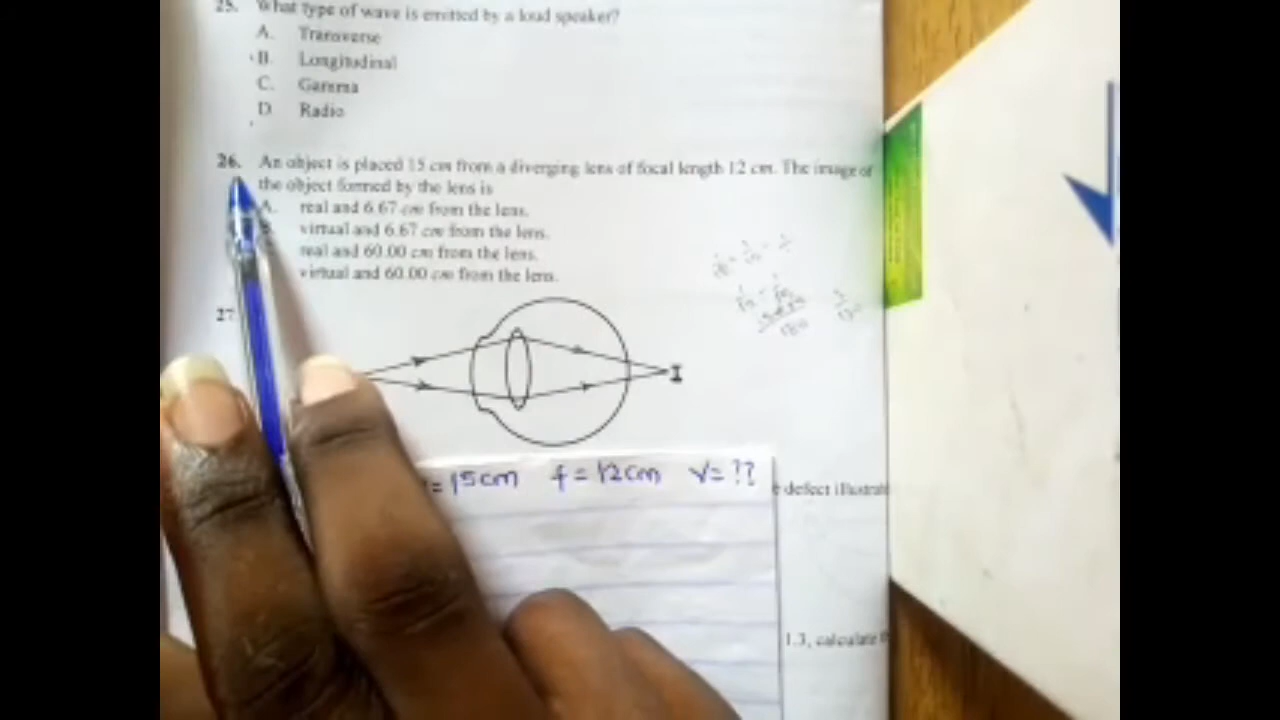 25. What type of wave is emitted by a loud speaker?
A. Transverse
B. Longitudinal
C. Gamma
D. Radio
26. An object is placed 15 cm from a diverging lens of focal length 12 cm. The image of
the object formed by the lens is
A. real and 6.67 cm from the lens.
virtual and 6.67 cm from the lens.
real and 60.00 cm from the lens.
virtual and 60.00 cm from the lens.
27
I
= 15cm f = 12cm V = ??
defect
1.3, calculate